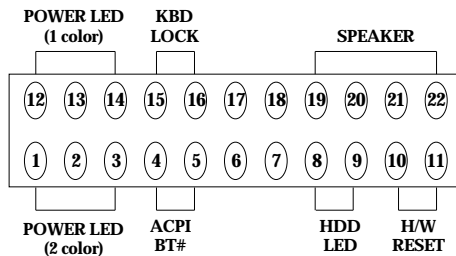 POWER LED
(1 color)
KBD
LOCK
SPEAKER
12 13 14 15 16 17 18 19 20 21 22
1 2 3 4 5 6 7 8 9 10 11
POWER LED
(2 color)
ACPI
BT#
HDD
LED
H/W
RESET